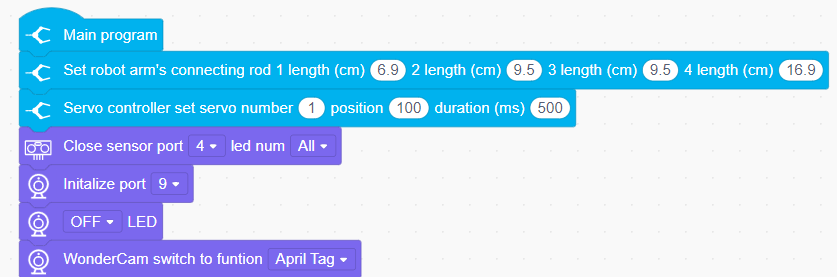 Main program
Set robot arm's connecting rod 1 length (cm) 6.9 2 length (cm) 9.5 3 length (cm) 9.5 4 length (cm) 16.9
Servo controller set servo number 1 position 100 duration (ms) 500
Close sensor port 4 led num All
Initalize port 9
OFF LED
WonderCam switch to funtion April Tag